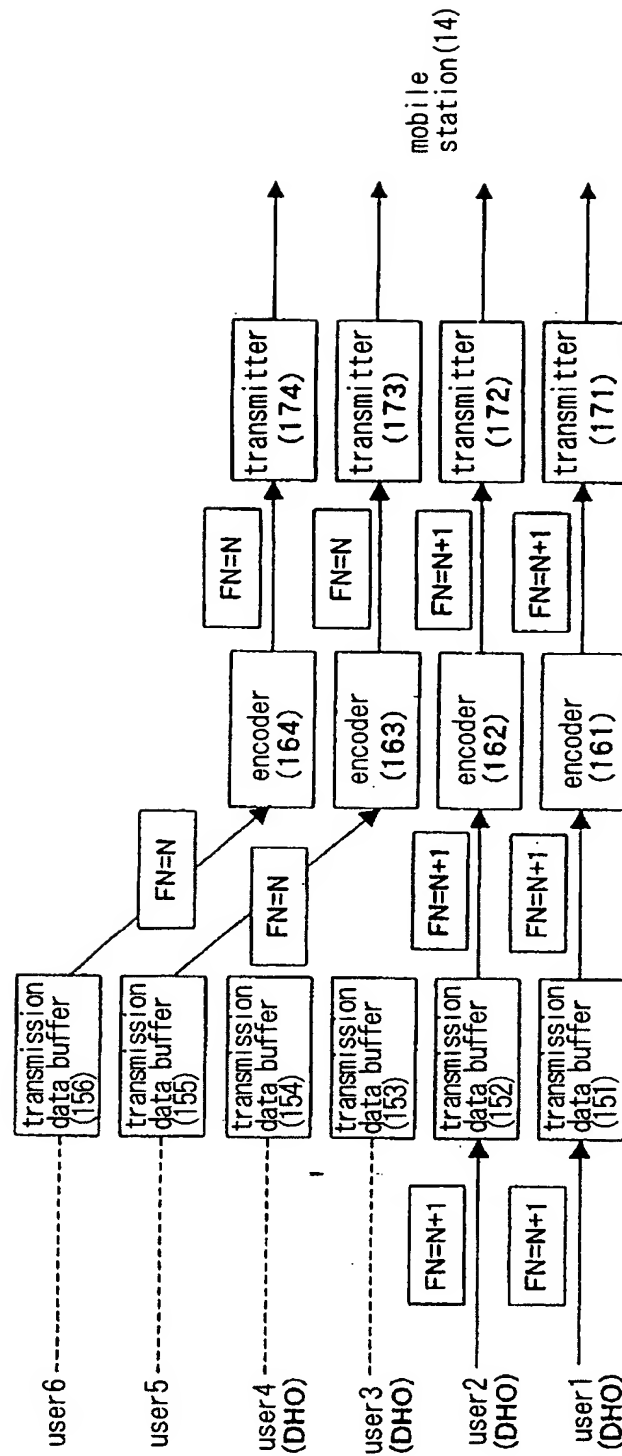 user6
transmission
data buffer
(156)
FN=N
user5
transmission
data buffer
(155)
FN=N
encoder
(164)
FN=N
transmitter
(174)
user4
(DHO)
transmission
data buffer
(154)
encoder
(163)
FN=N
transmitter
(173)
user3
(DHO)
transmission
data buffer
(153)
user2
(DHO)
FN=N+1
transmission
data buffer
(152)
FN=N+1
encoder
(162)
FN=N+1
transmitter
(172)
user1
(DHO)
FN=N+1
transmission
data buffer
(151)
FN=N+1
encoder
(161)
FN=N+1
transmitter
(171)
mobile
station(14)